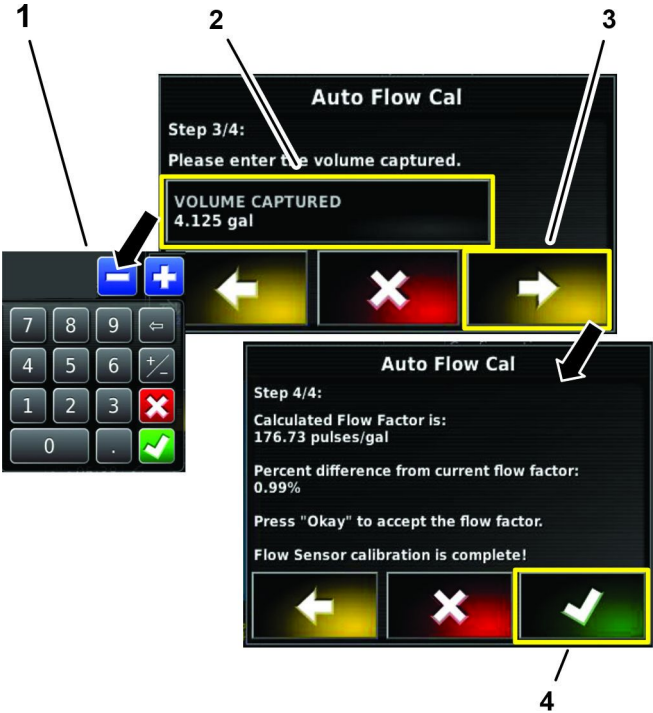 1
2
3
Auto Flow Cal
Step 3/4:
Please enter the volume captured.
VOLUME CAPTURED
4.125 gal
7 8 9
4 5 6 +/-
1 2 3
0 .
Auto Flow Cal
Step 4/4:
Calculated Flow Factor is:
176.73 pulses/gal
Percent difference from current flow factor:
0.99%
Press "Okay" to accept the flow factor.
Flow Sensor calibration is complete!
4